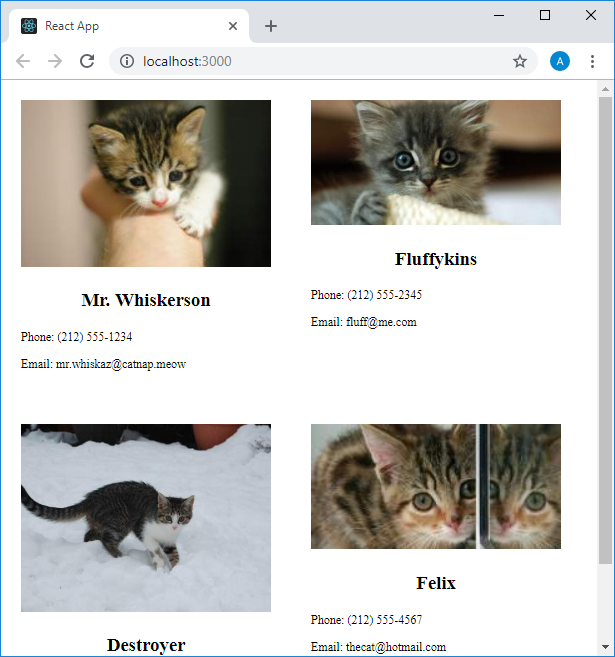 React App
localhost:3000
A
Mr. Whiskerson
Phone: (212) 555-1234
Email: mr.whiskaz@catnap.meow
Fluffykins
Phone: (212) 555-2345
Email: fluff@me.com
Destroyer
Felix
Phone: (212) 555-4567
Email: thecat@hotmail.com